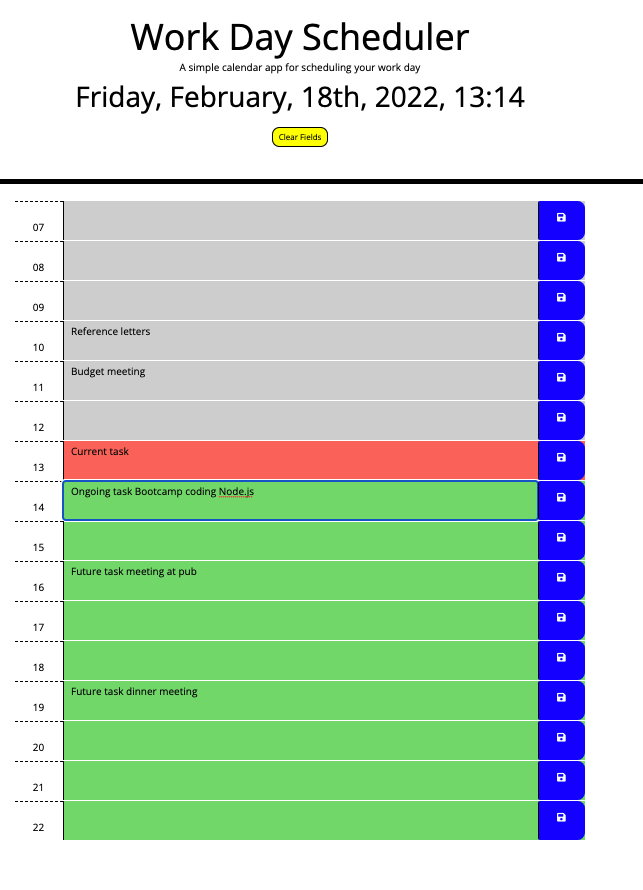 Work Day Scheduler
A simple calendar app for scheduling your work day
Friday, February, 18th, 2022, 13:14
Clear Fields
07
08
09
Reference letters
10
Budget meeting
11
12
Current task
13
Ongoing task Bootcamp coding Node.js
14
15
Future task meeting at pub
16
17
18
Future task dinner meeting
19
20
21
22